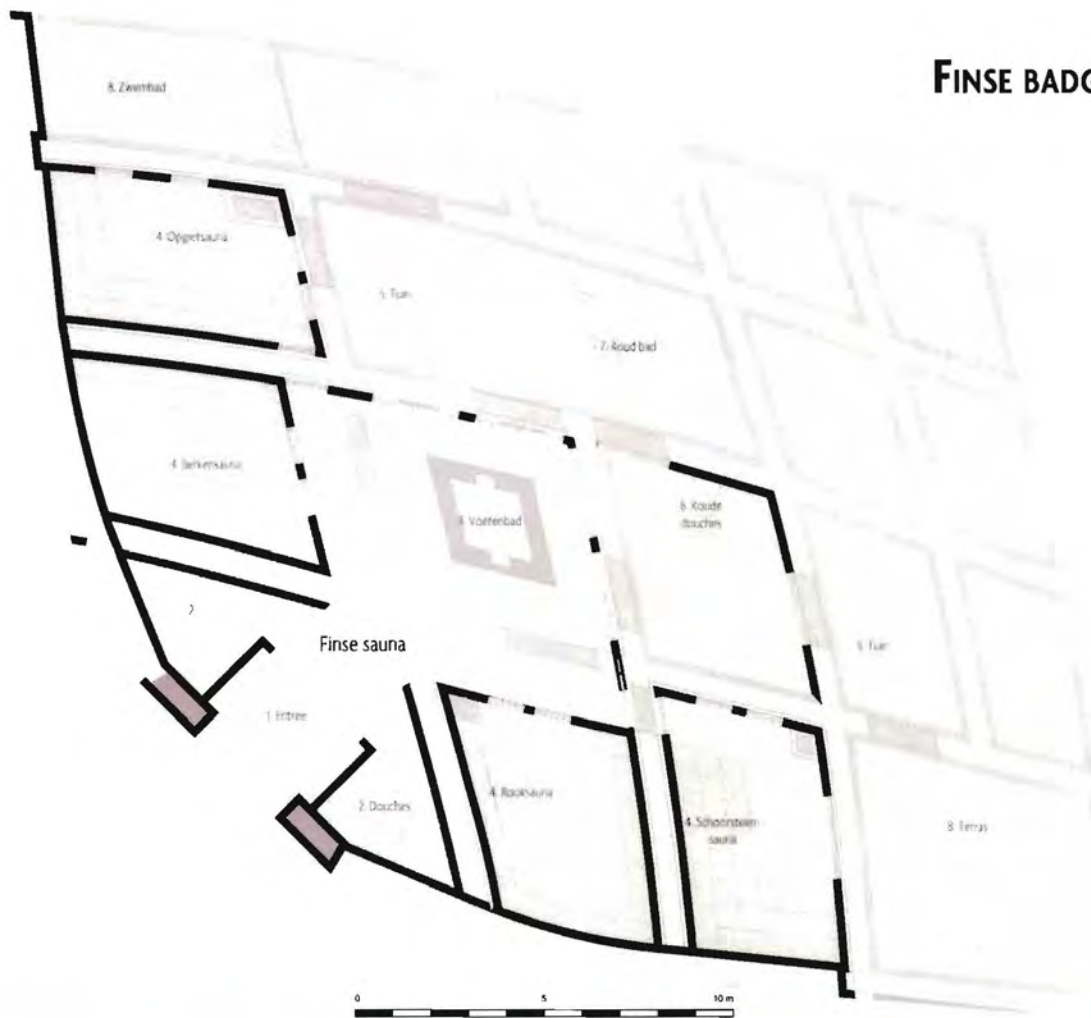 FINSE BADC
8. Zwembad
4. Opgietsauna
5. Tuin
7. Koud bad
4. Berkensauna
3. Voetenbad
6. Koude
douches
2
Finse sauna
5. Tuin
1. Entree
2. Douches
4. Rooksauna
4. Schoorsteen-
sauna
8. Terras
0 5 10 m